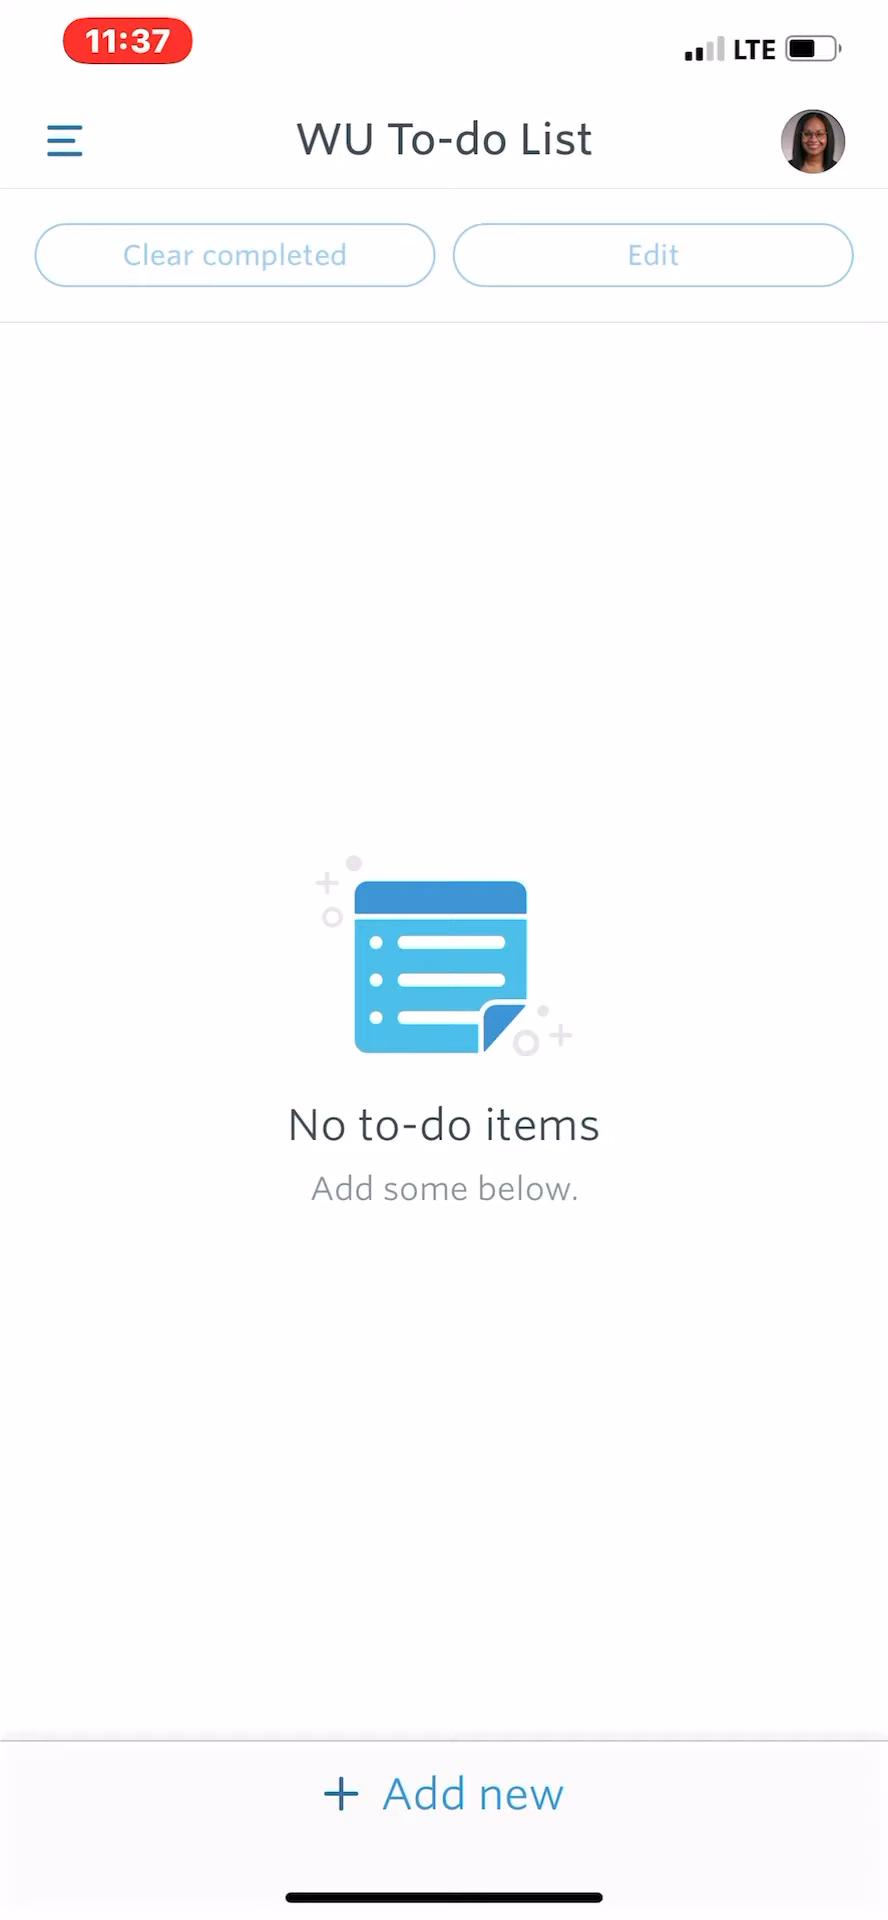 11:37
LTE
WU To-do List
Clear completed
Edit
No to-do items
Add some below.
+ Add new